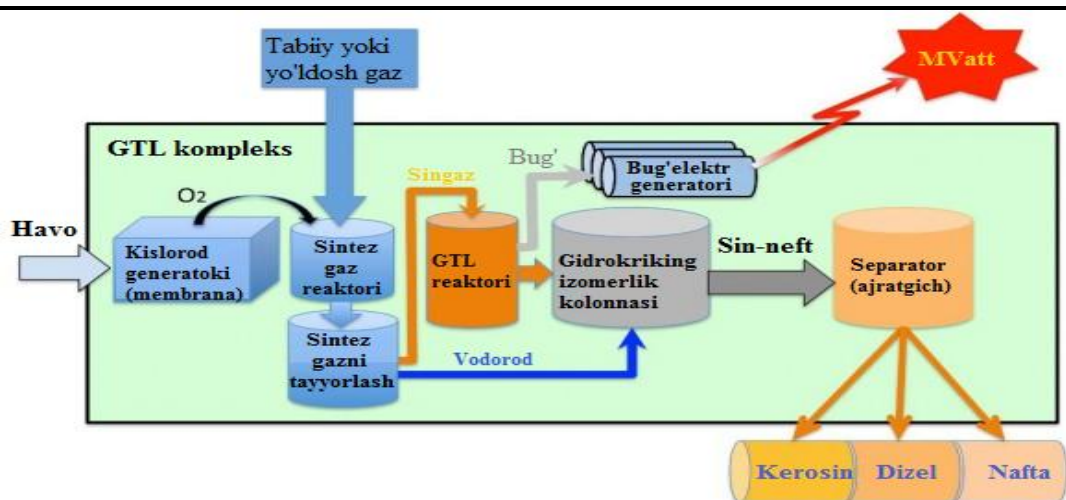 Tabiiy yoki
yo'ldosh gaz
MVatt
GTL kompleks
Bug'
Bug'elektr
generatori
O2
Singaz
Havo
Kislorod
generatoki
(membrana)
Sintez
gaz
reaktori
GTL
reaktori
Gidrokriking
izomerlik
kolonnasi
Sin-neft
Separator
(ajratgich)
Sintez
gazni
tayyorlash
Vodorod
Kerosin
Dizel
Nafta